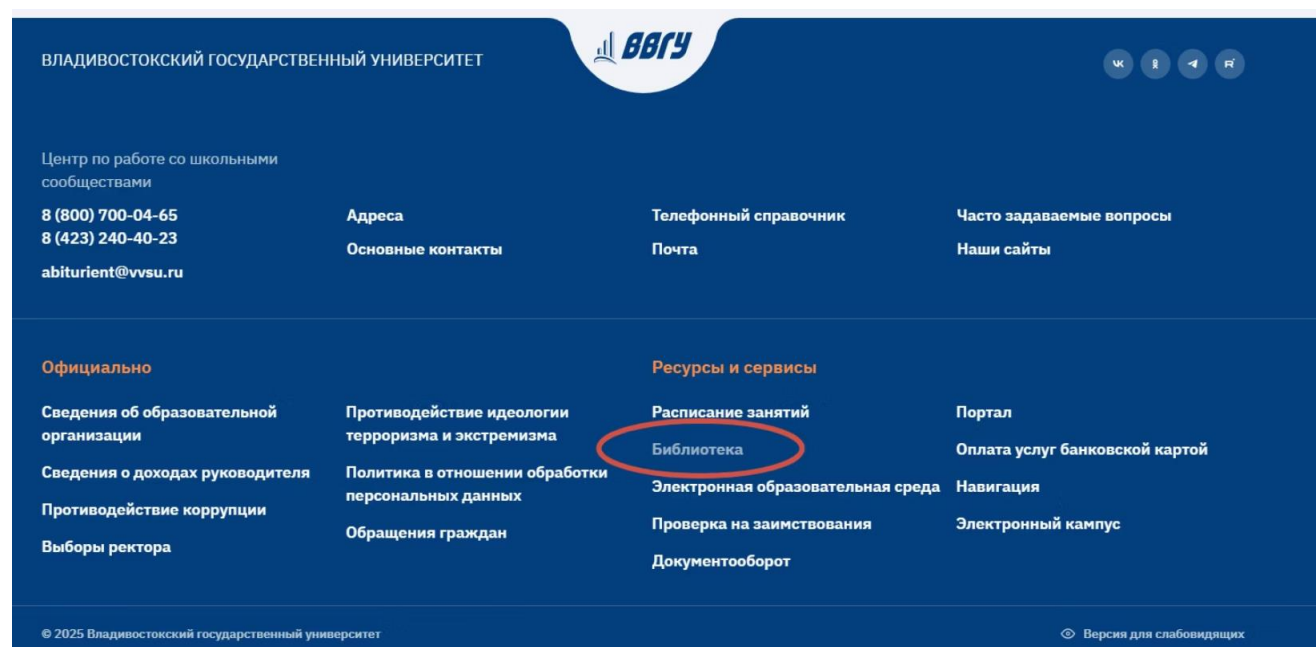 ВЛАДИВОСТОКСКИЙ ГОСУДАРСТВЕННЫЙ УНИВЕРСИТЕТ
ВВГУ
Центр по работе со школьными
сообществами
8 (800) 700-04-65
8 (423) 240-40-23
abiturient@vvsu.ru
Адреса
Основные контакты
Телефонный справочник
Почта
Часто задаваемые вопросы
Наши сайты
Официально
Сведения об образовательной
организации
Сведения о доходах руководителя
Противодействие коррупции
Выборы ректора
Противодействие идеологии
терроризма и экстремизма
Политика в отношении обработки
персональных данных
Обращения граждан
Ресурсы и сервисы
Расписание занятий
Библиотека
Электронная образовательная среда
Проверка на заимствования
Документооборот
Портал
Оплата услуг банковской картой
Навигация
Электронный кампус
© 2025 Владивостокский государственный университет
Версия для слабовидящих